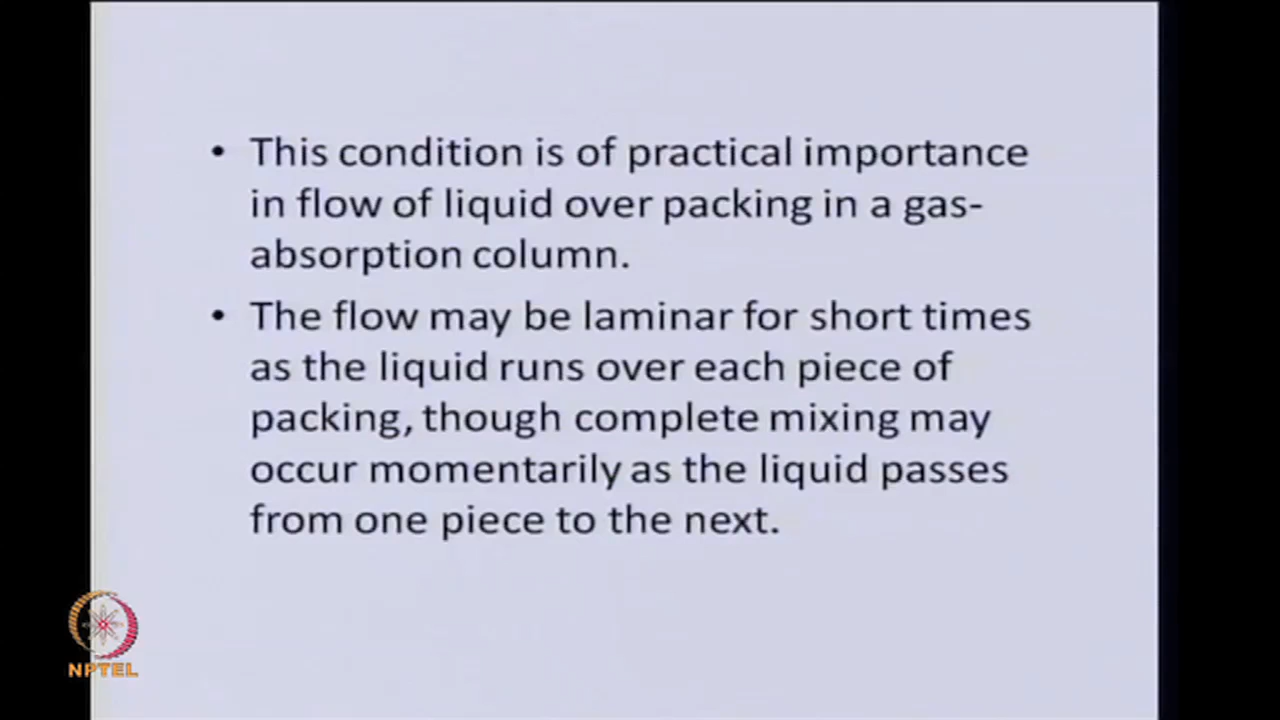 • This condition is of practical importance
in flow of liquid over packing in a gas-
absorption column.
• The flow may be laminar for short times
as the liquid runs over each piece of
packing, though complete mixing may
occur momentarily as the liquid passes
from one piece to the next.
NPTEL